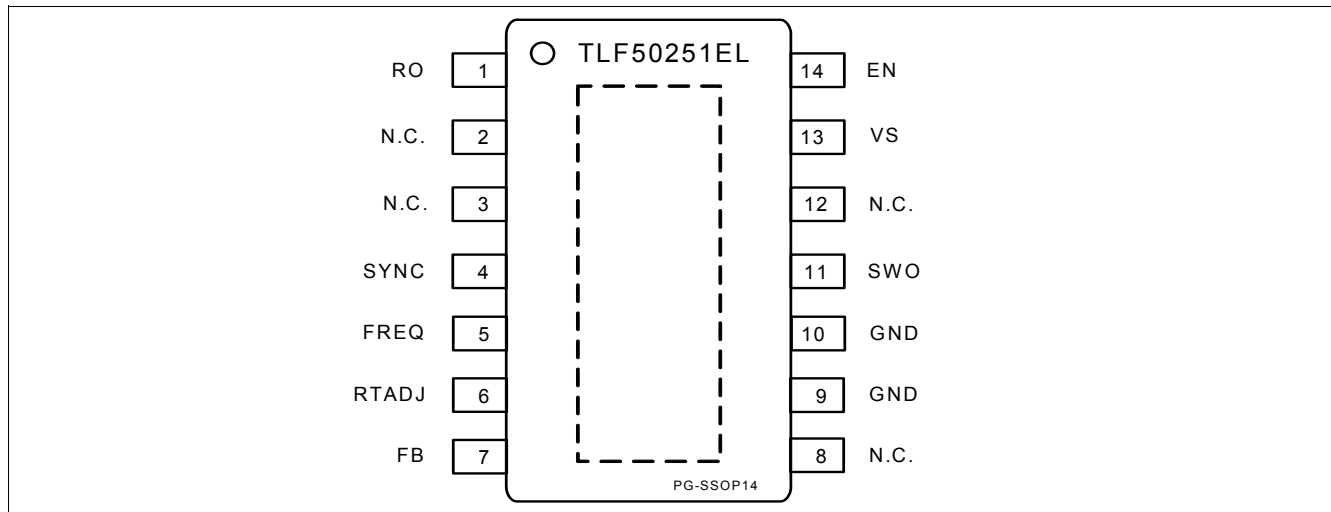 TLF50251EL
RO 1 14 EN
N.C. 2 13 VS
N.C. 3 12 N.C.
SYNC 4 11 SWO
FREQ 5 10 GND
RTADJ 6 9 GND
FB 7 8 N.C.
PG-SSOP14